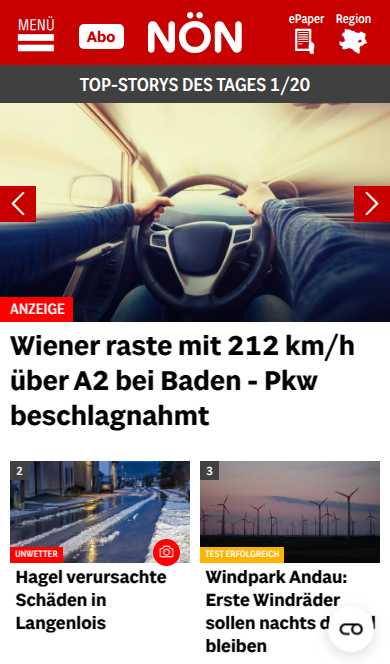 MENÜ
Abo
NÖN
ePaper
Region
TOP-STORYS DES TAGES 1/20
ANZEIGE
Wiener raste mit 212 km/h
über A2 bei Baden - Pkw
beschlagnahmt
2
UNWETTER
Hagel verursachte
Schäden in
Langenlois
3
TEST ERFOLGREICH
Windpark Andau:
Erste Windräder
sollen nachts
bleiben